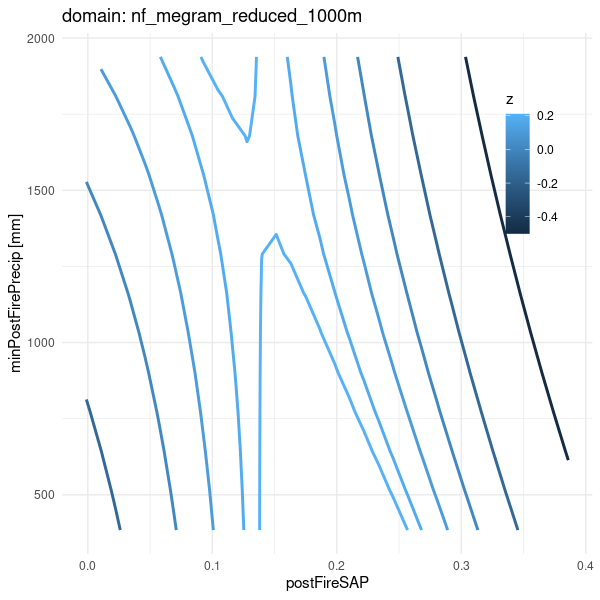 domain: nf_megram_reduced_1000m
2000
1500
1000
500
minPostFirePrecip [mm]
z
0.2
0.0
-0.2
-0.4
0.0 0.1 0.2 0.3 0.4
postFireSAP